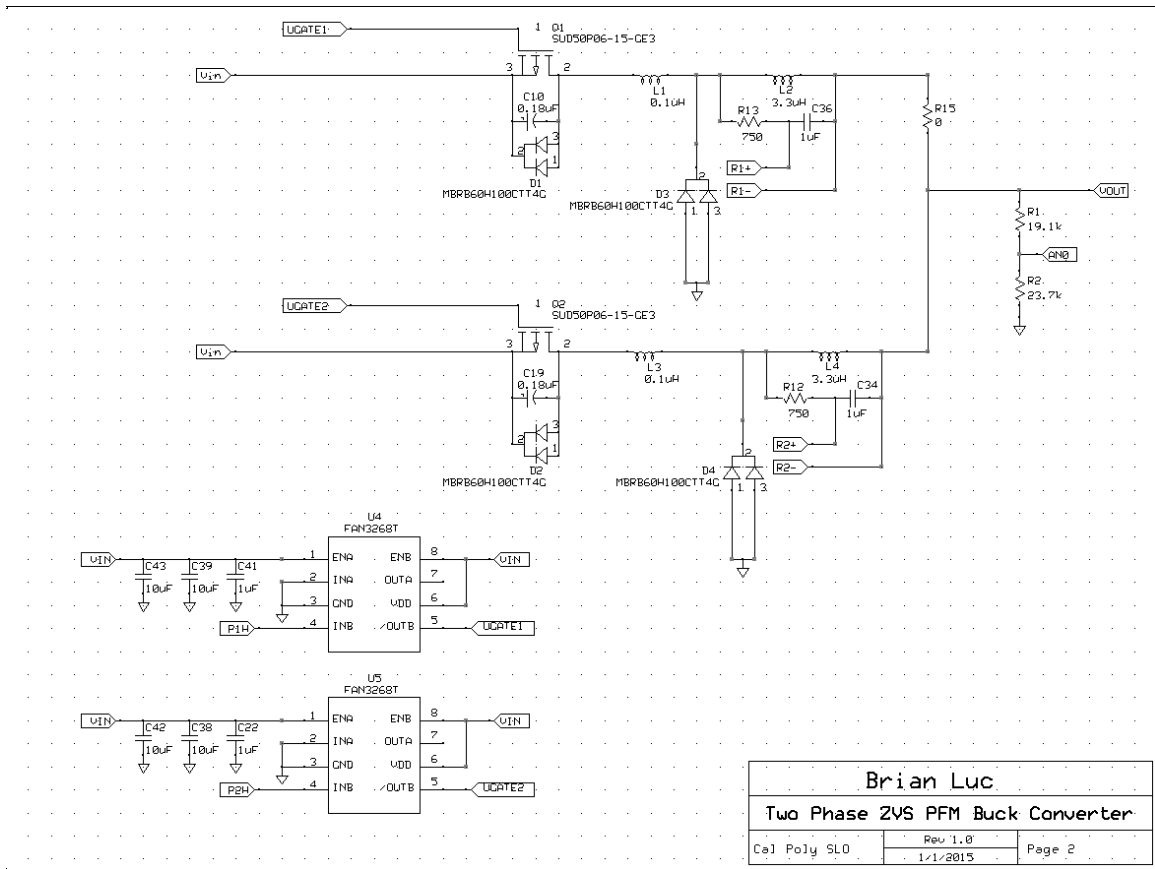 UGATE1
1 Q1
SUD50P06-15-GE3
Vin
3 2
C10
0.18uF
3
2
1
D1
MBRB60H100CTT4G
L1
0.1uH
L2
3.3uH
R13
750
C36
1uF
R1+
R1-
2
D3
MBRB60H100CTT4G
1 3
R15
0
VOUT
R1
19.1k
AN0
R2
23.7k
UGATE2
1 Q2
SUD50P06-15-GE3
Vin
3 2
C19
0.18uF
3
2
1
D2
MBRB60H100CTT4G
L3
0.1uH
L4
3.3uH
R12
750
C34
1uF
R2+
R2-
2
D4
MBRB60H100CTT4G
1 3
U4
FAN3268T
VIN
C43
10uF
C39
10uF
C41
1uF
1 ENA ENB 8 VIN
2 INA OUTA 7
3 GND VDD 6
P1H 4 INB /OUTB 5 UGATE1
U5
FAN3268T
VIN
C42
10uF
C38
10uF
C22
1uF
1 ENA ENB 8 VIN
2 INA OUTA 7
3 GND VDD 6
P2H 4 INB /OUTB 5 UGATE2
Brian Luc
Two Phase ZVS PFM Buck Converter
Cal Poly SLO
Rev 1.0
1/1/2015
Page 2